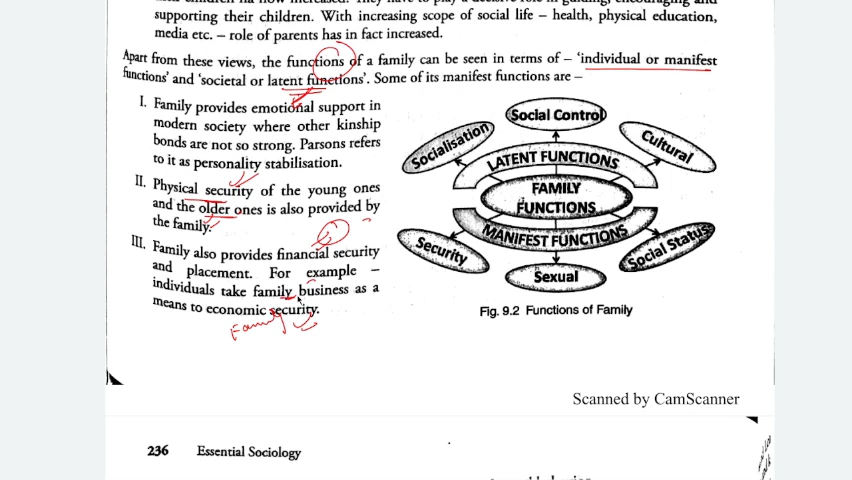 supporting their children. With increasing scope of social life – health, physical education,
media etc. – role of parents has in fact increased.
Apart from these views, the functions of a family can be seen in terms of – 'individual or manifest
functions' and 'societal or latent functions'. Some of its manifest functions are –
I. Family provides emotional support in
modern society where other kinship
bonds are not so strong. Parsons refers
to it as personality stabilisation.
II. Physical security of the young ones
and the older ones is also provided by
the family.
III. Family also provides financial security
and placement. For example –
individuals take family business as a
means to economic security.
Family
Social Control
Socialisation
Cultural
LATENT FUNCTIONS
FAMILY
FUNCTIONS
MANIFEST FUNCTIONS
Security
Social Status
Sexual
Fig. 9.2 Functions of Family
Scanned by CamScanner
236 Essential Sociology